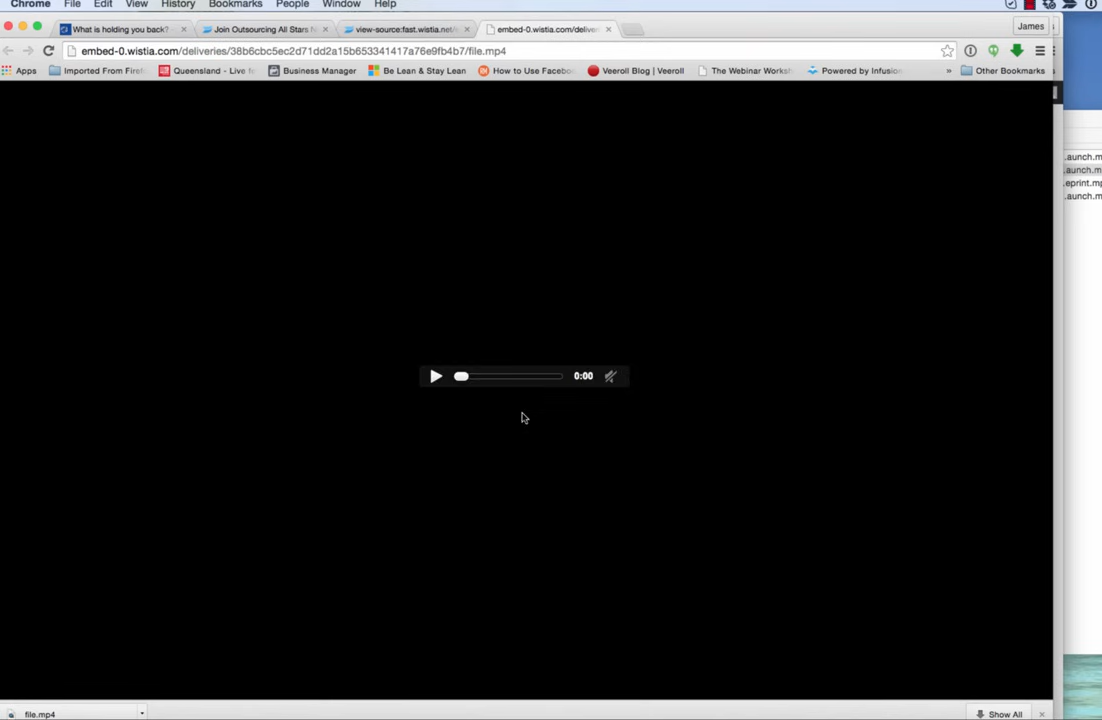 Chrome File Edit View History Bookmarks People Window Help
What is holding you back? Join Outsourcing All Stars view-source:fast.wistia.net/ embed-0.wistia.com/deliver James
embed-0.wistia.com/deliveries/38b6cbc5ec2d71dd2a15b653341417a76e9fb4b7/file.mp4
Apps Imported From Firef Queensland - Live f Business Manager Be Lean & Stay Lean How to Use Facebo Veeroll Blog | Veeroll The Webinar Worksh Powered by Infusion » Other Bookmarks
.aunch.m
.aunch.m
.eprint.mp
.aunch.m
0:00
file.mp4 Show All